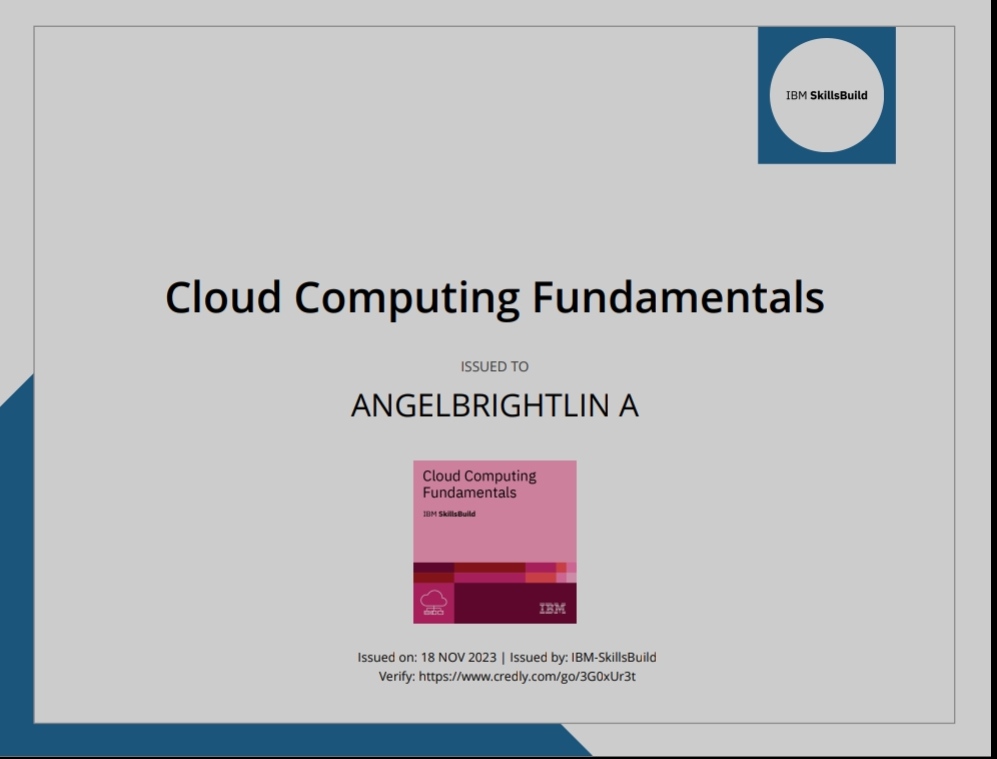 IBM SkillsBuild
Cloud Computing Fundamentals
ISSUED TO
ANGELBRIGHTLIN A
Cloud Computing
Fundamentals
IBM SkillsBuild
IBM
Issued on: 18 NOV 2023 | Issued by: IBM-SkillsBuild
Verify: https://www.credly.com/go/3G0xUr3t